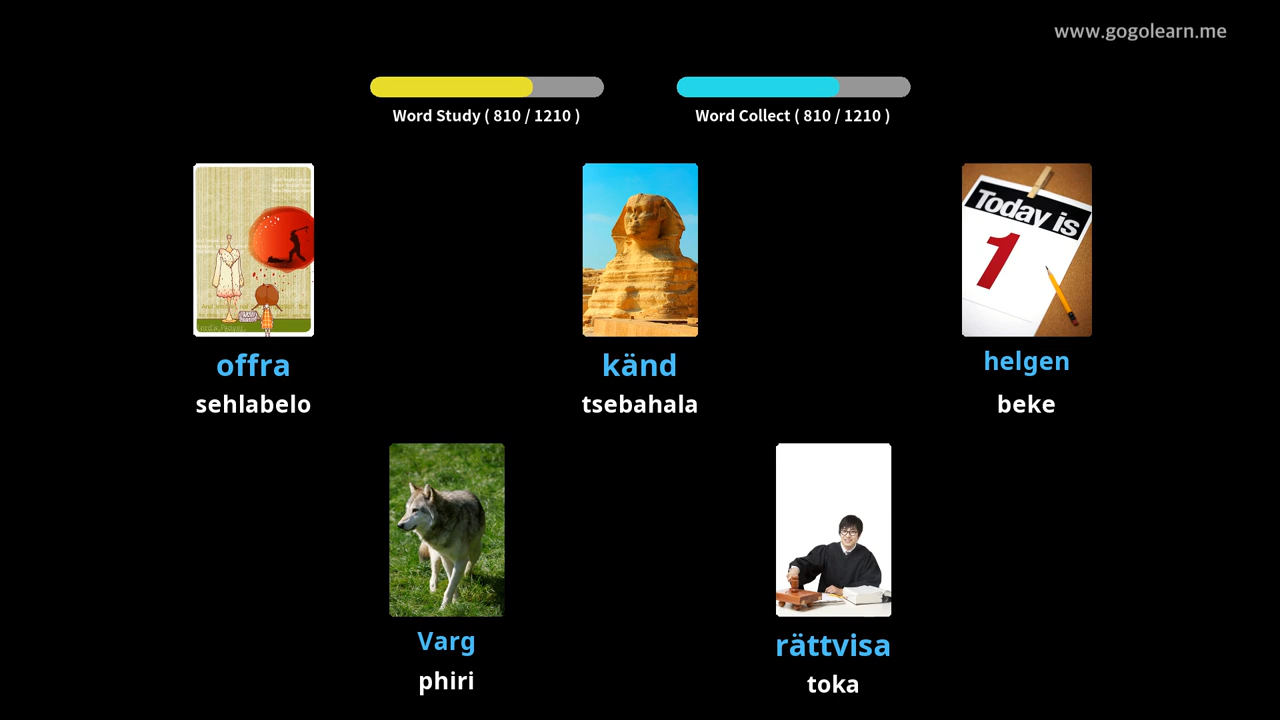 www.gogolearn.me
Word Study ( 810 / 1210 )
Word Collect ( 810 / 1210 )
Today is
1
offra
sehlabelo
känd
tsebahala
helgen
beke
Varg
phiri
rättvisa
toka